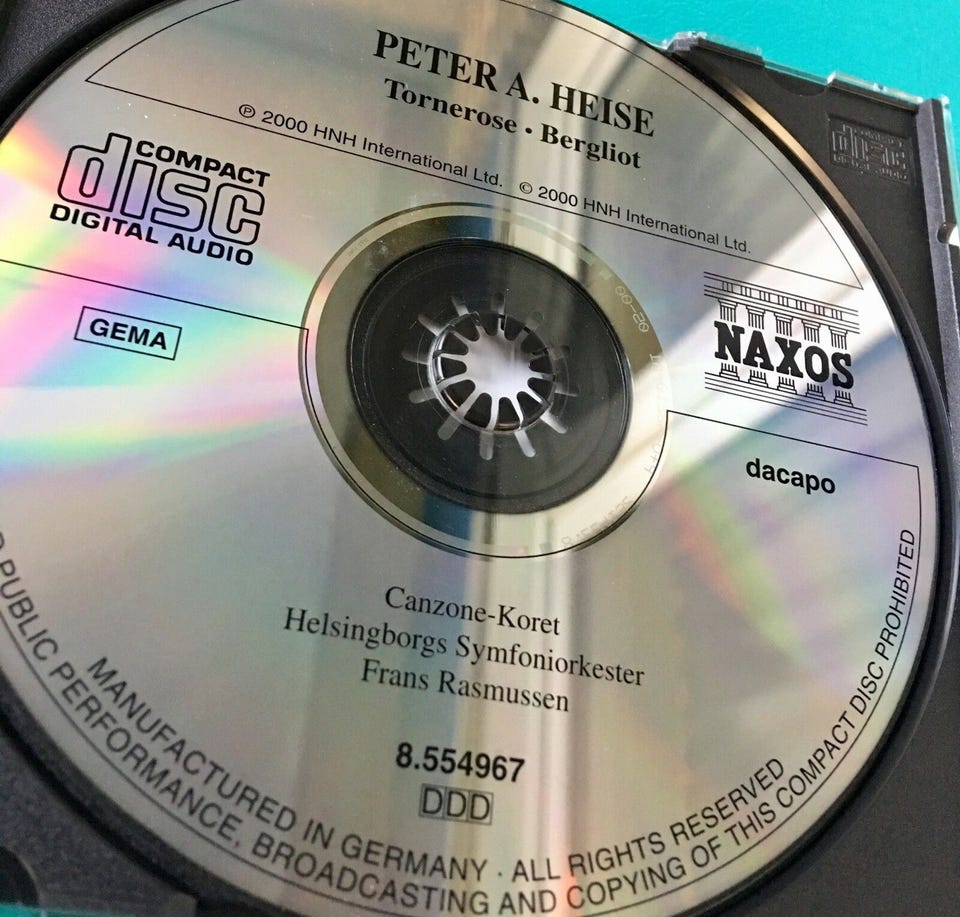 PETER A. HEISE
Tornerose • Bergliot
℗ 2000 HNH International Ltd. © 2000 HNH International Ltd.
COMPACT
disc
DIGITAL AUDIO
GEMA
NAXOS
dacapo
Canzone-Koret
Helsingborgs Symfoniorkester
Frans Rasmussen
8.554967
DDD
MANUFACTURED IN GERMANY · ALL RIGHTS RESERVED
PUBLIC PERFORMANCE, BROADCASTING AND COPYING OF THIS COMPACT DISC PROHIBITED